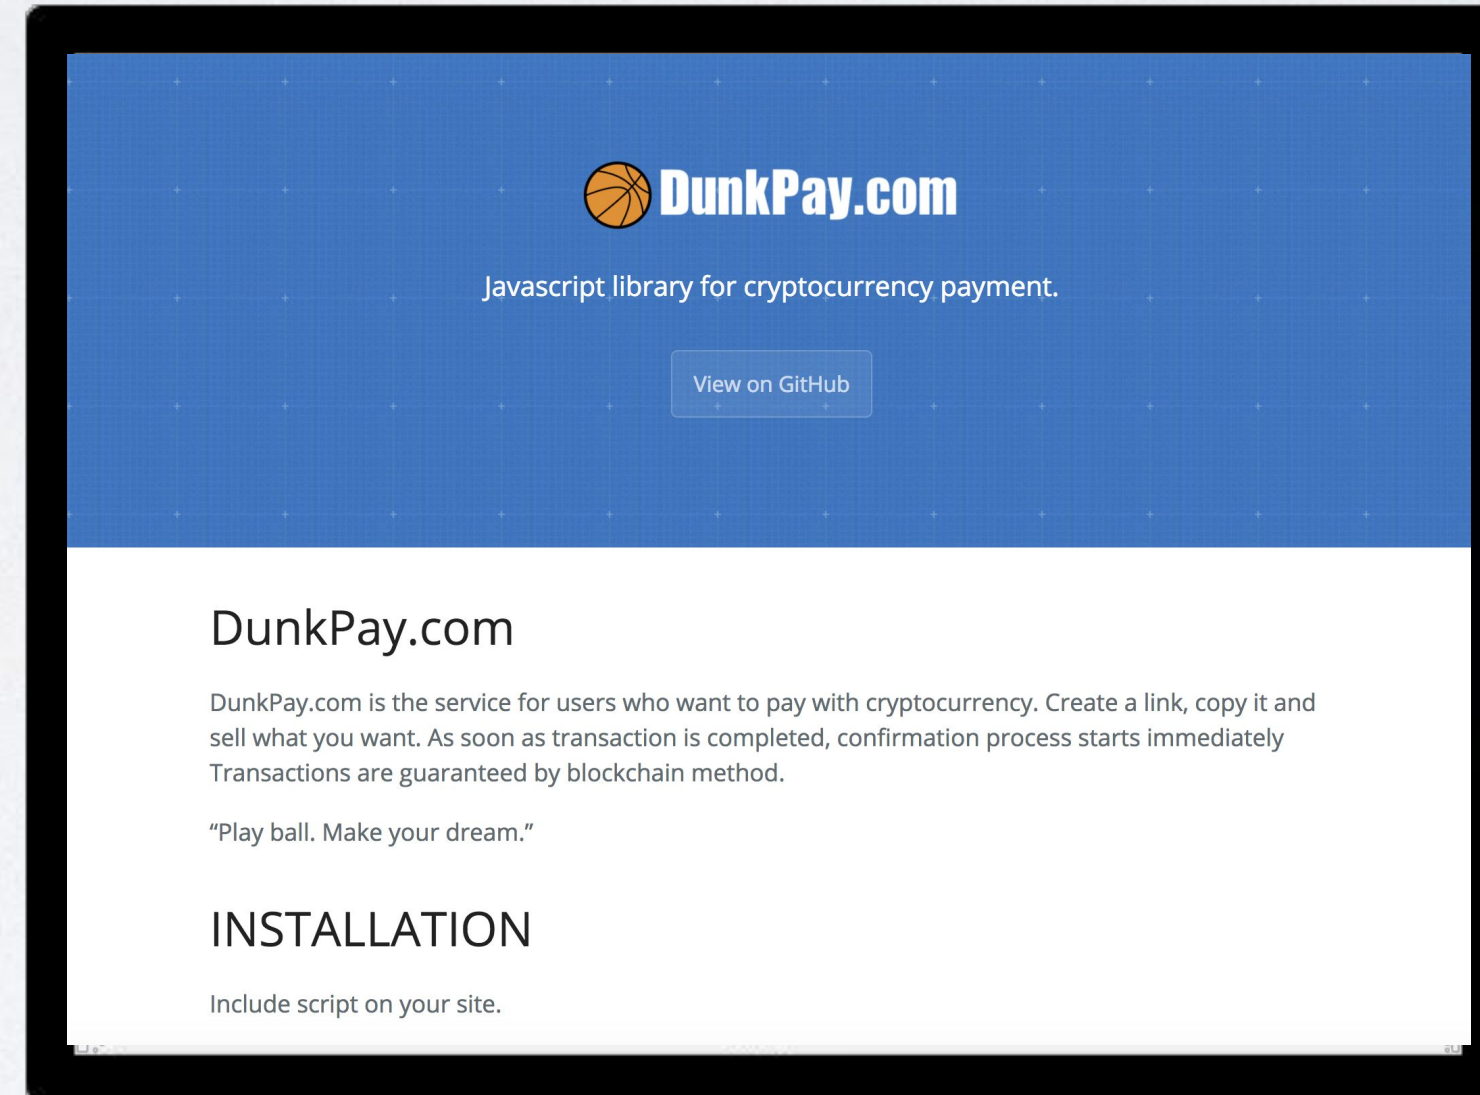 DunkPay.com
Javascript library for cryptocurrency payment.
View on GitHub
DunkPay.com
DunkPay.com is the service for users who want to pay with cryptocurrency. Create a link, copy it and
sell what you want. As soon as transaction is completed, confirmation process starts immediately
Transactions are guaranteed by blockchain method.
“Play ball. Make your dream.”
INSTALLATION
Include script on your site.